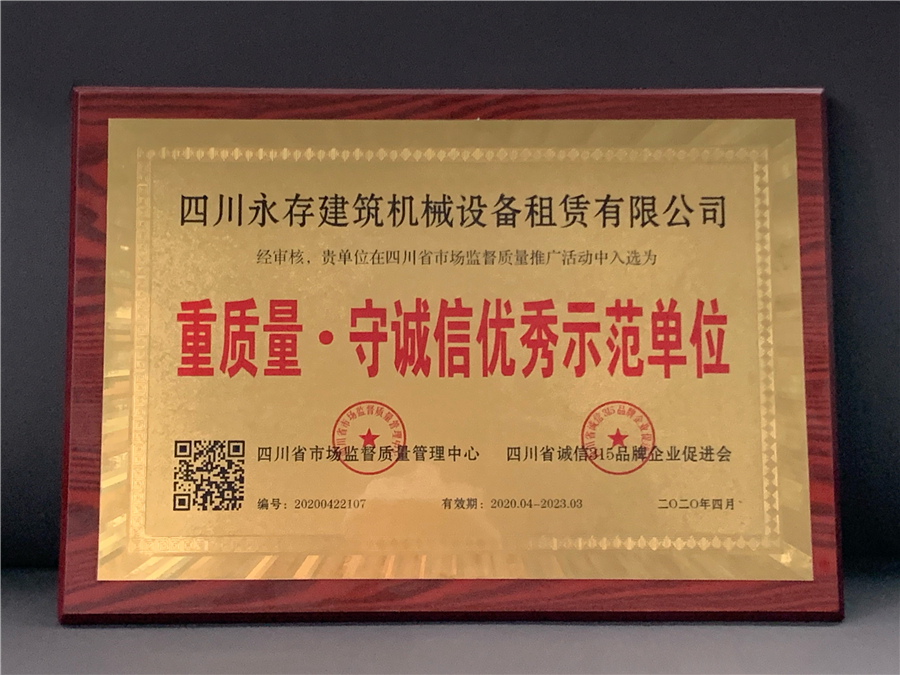 四川永存建筑机械设备租赁有限公司
经审核，贵单位在四川省市场监督质量推广活动中入选为
重质量·守诚信优秀示范单位
四川省市场监督质量管理中心 四川省诚信315品牌企业促进会
编号：20200422107 有效期：2020.04-2023.03 二〇二〇年四月